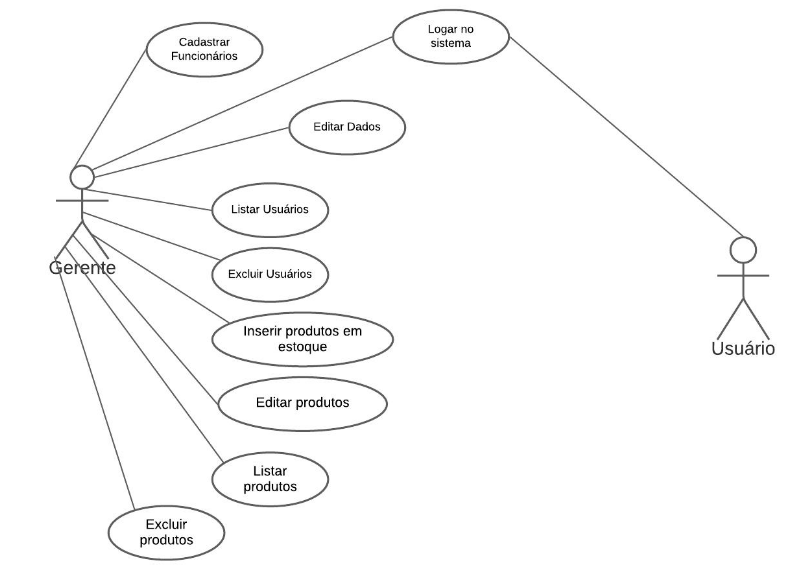 Cadastrar
Funcionários
Logar no
sistema
Editar Dados
Listar Usuários
Gerente
Excluir Usuários
Inserir produtos em
estoque
Usuário
Editar produtos
Listar
produtos
Excluir
produtos